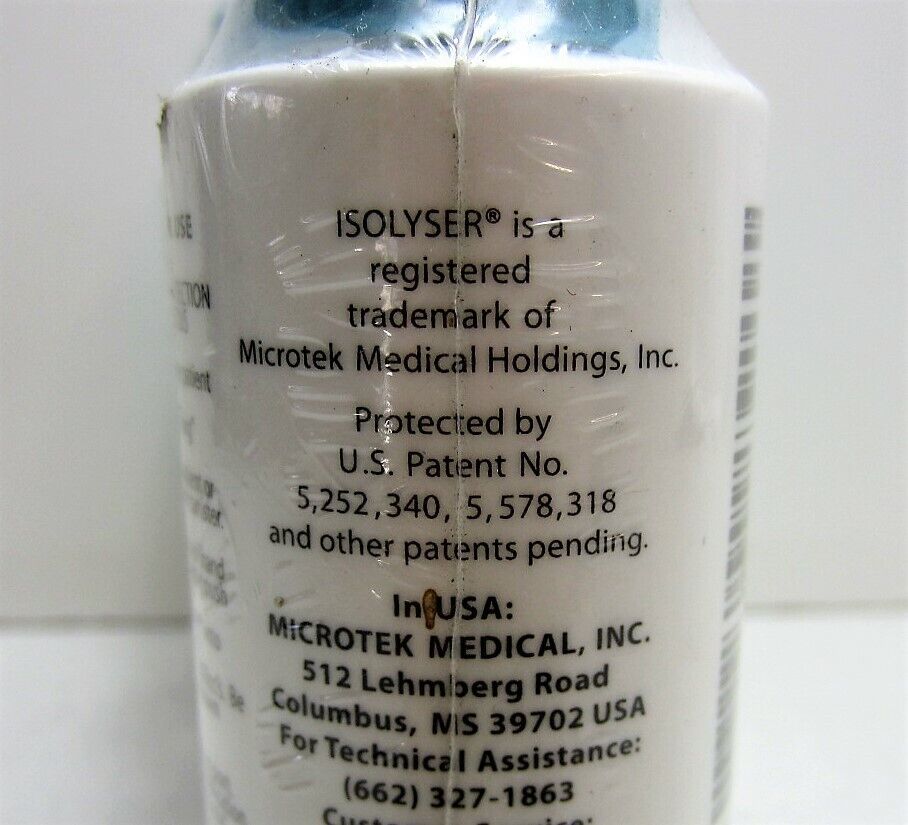 ISOLYSER® is a
registered
trademark of
Microtek Medical Holdings, Inc.
Protected by
U.S. Patent No.
5,252,340, 5,578,318
and other patents pending.
In USA:
MICROTEK MEDICAL, INC.
512 Lehmberg Road
Columbus, MS 39702 USA
For Technical Assistance:
(662) 327-1863
USE
Be